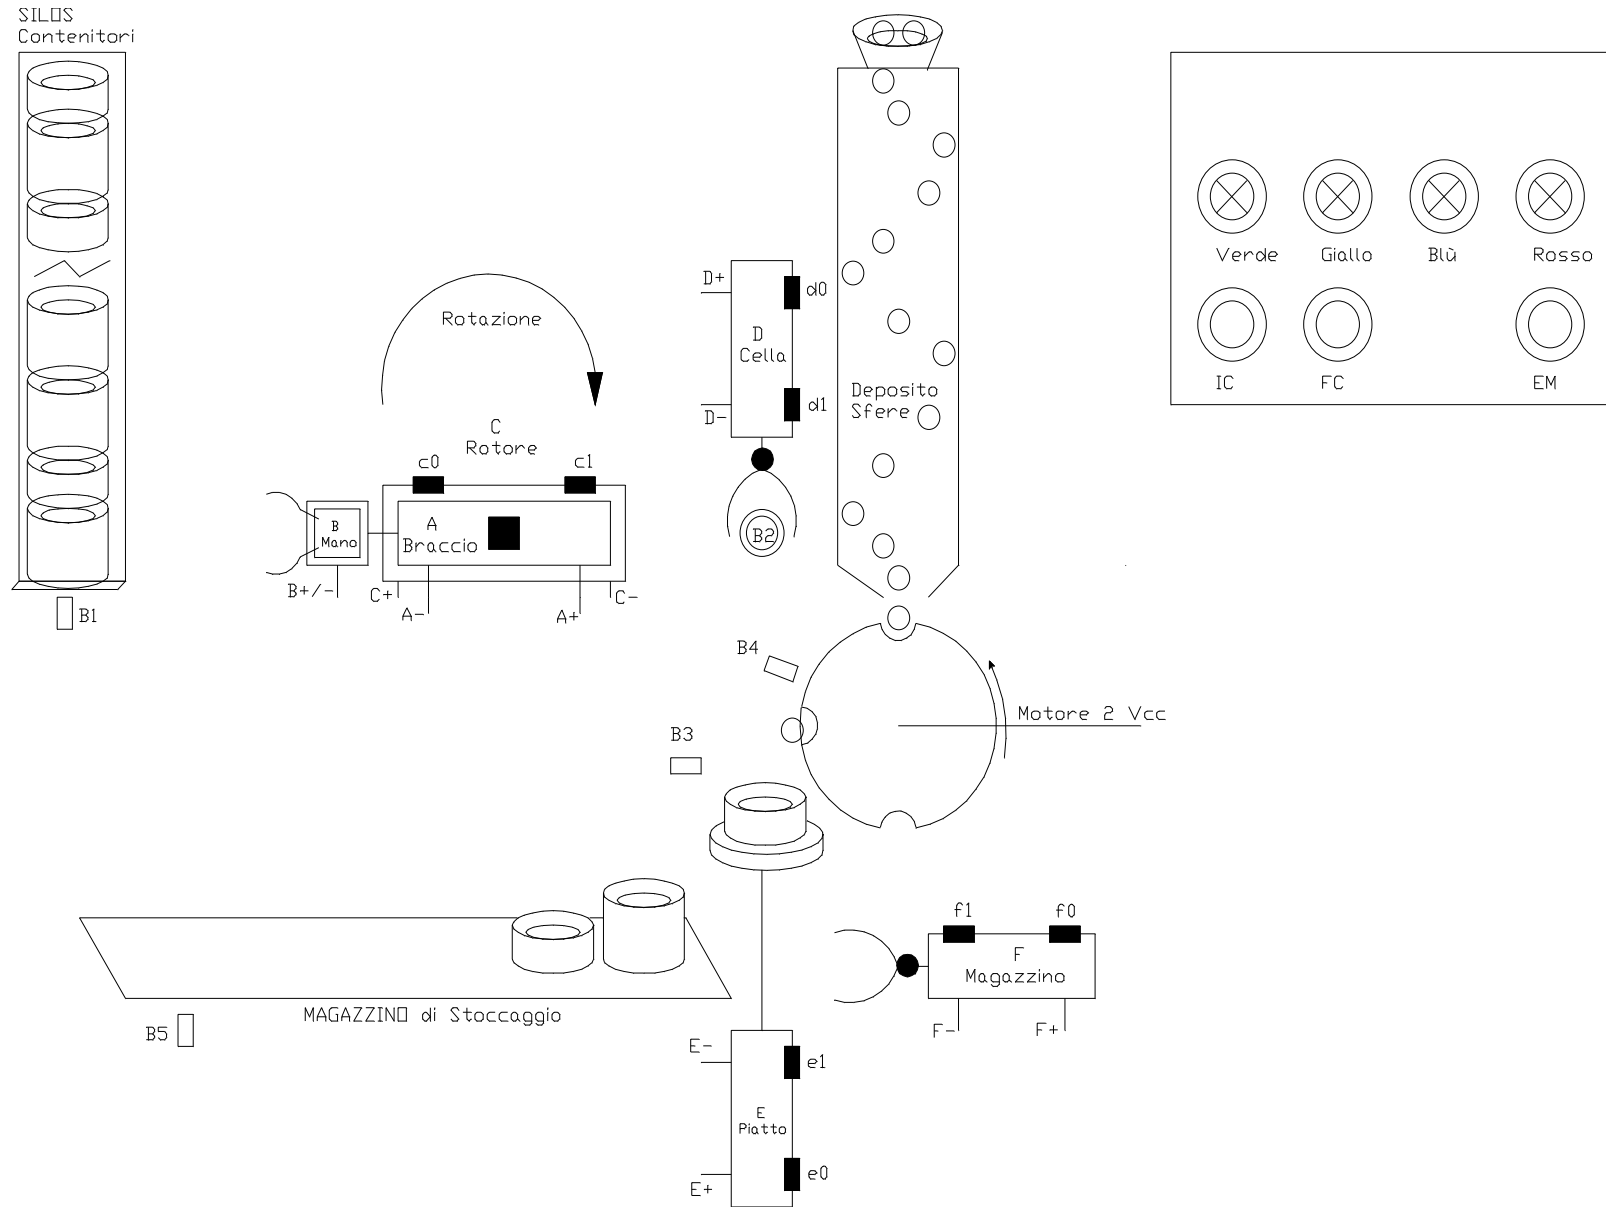 SILOS
Contenitori
B1
Rotazione
C
Rotore
c0
c1
B
Mano
A
Braccio
B+/-
C+
A-
A+
C-
D+
d0
D
Cella
D-
d1
B2
Deposito
Sfere
Verde
Giallo
Blù
Rosso
IC
FC
EM
B4
B3
Motore 2 Vcc
MAGAZZINO di Stoccaggio
B5
f1
f0
F
Magazzino
F-
F+
E-
e1
E
Piatto
E+
e0